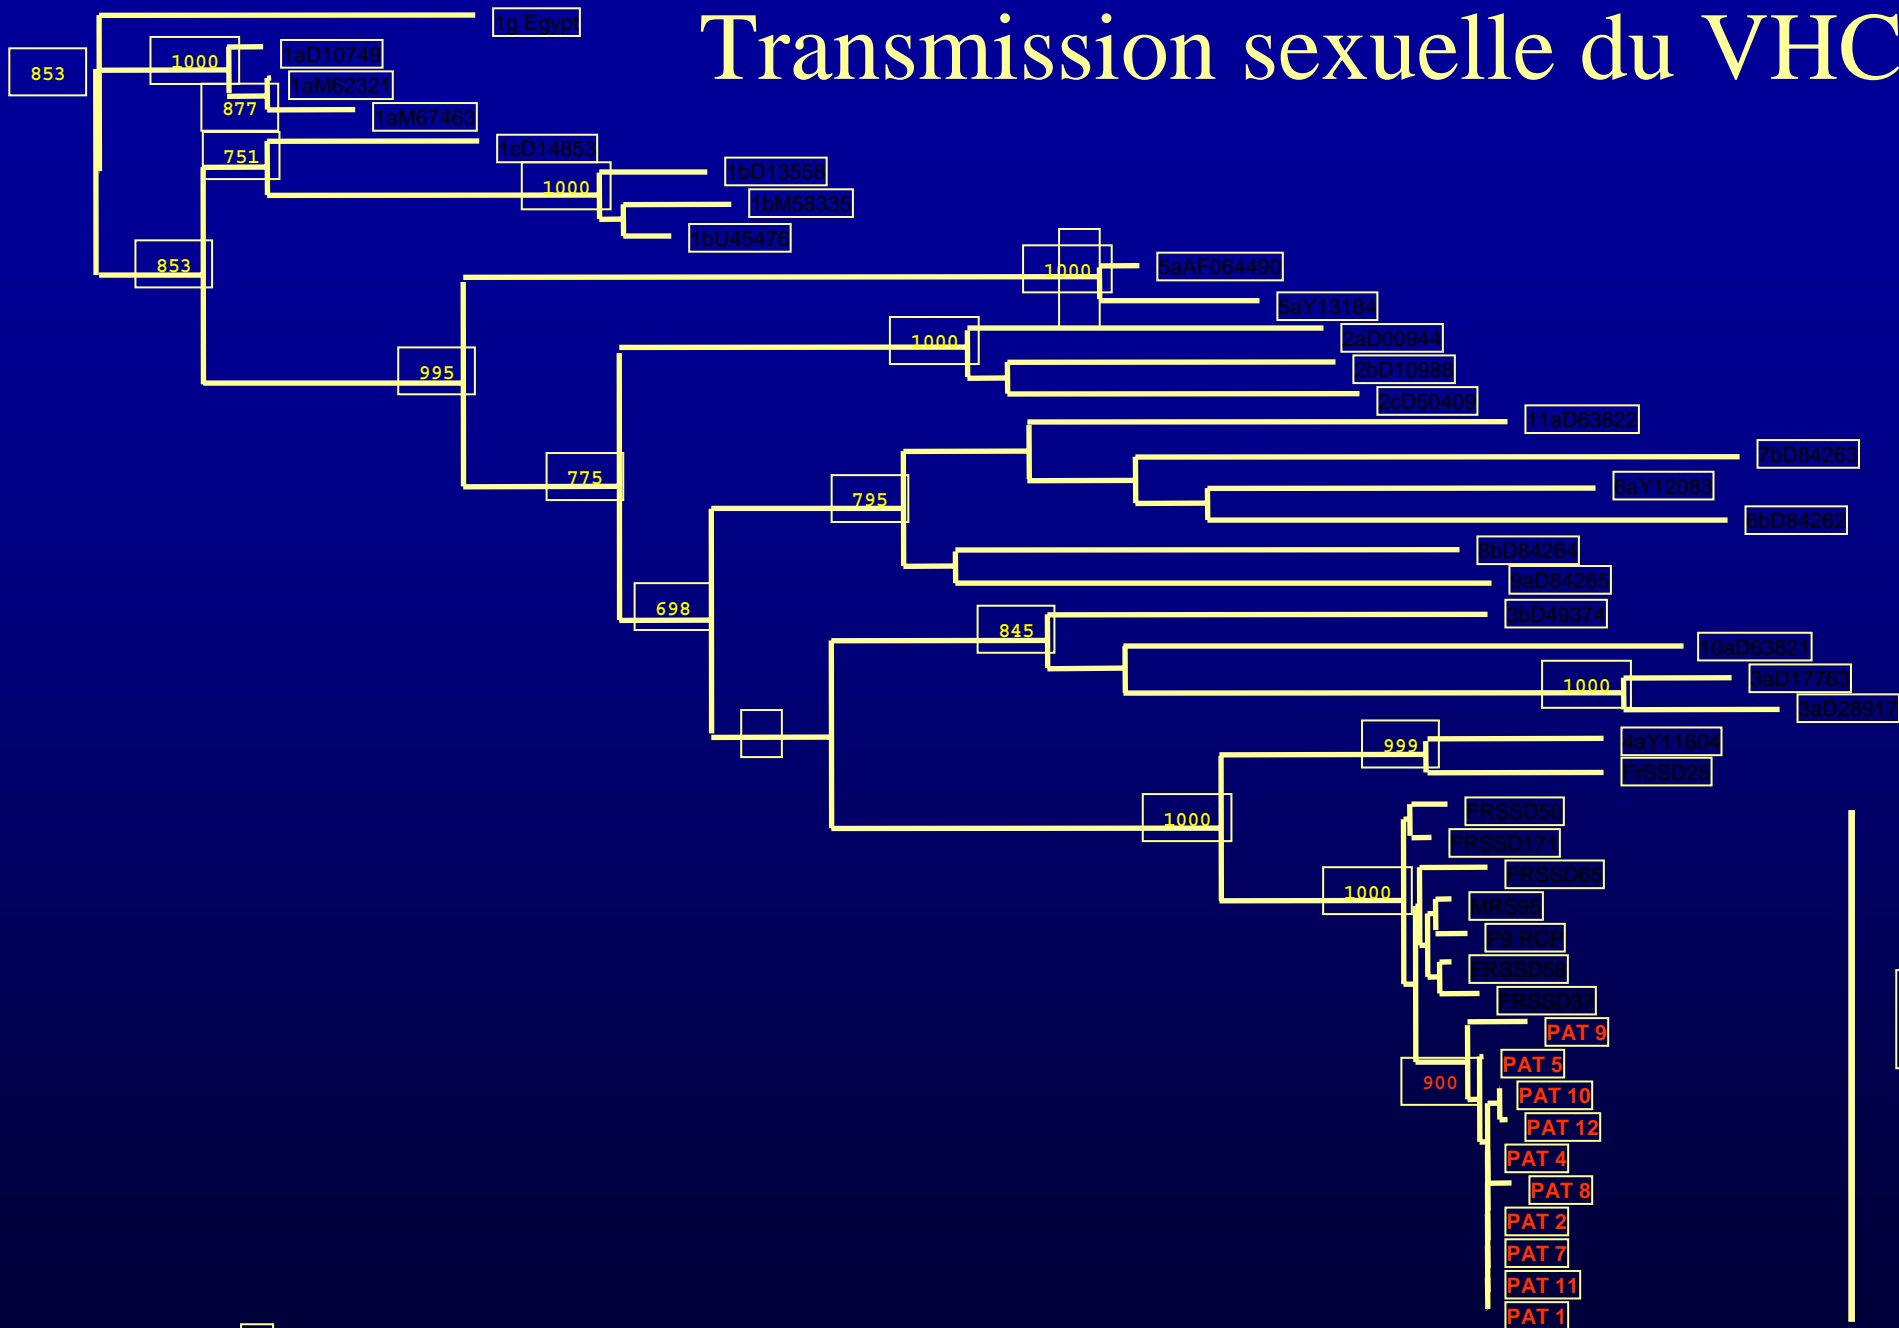 Transmission sexuelle du VHC
1g Egypt
853
1000
1aD10749
1aM62321
877
1aM67463
751
1cD14853
1000
1bD13558
1bM58335
1bU45476
853
1000
5aAF064490
5aY13184
1000
2aD00944
2bD10988
995
2cD50409
11aD63822
7bD84263
775
795
6aY12083
6bD84262
8bD84264
9aD84265
698
3bD49374
845
10aD63821
1000
3aD17763
3aD28917
999
4aY11604
FrSSD25
1000
FRSSD50
FRSSD171
FRSSD65
1000
MRS95
P9 RCP
FRSSD58
FRSSD37
PAT 9
PAT 5
900
PAT 10
PAT 12
PAT 4
PAT 8
PAT 2
PAT 7
PAT 11
PAT 1